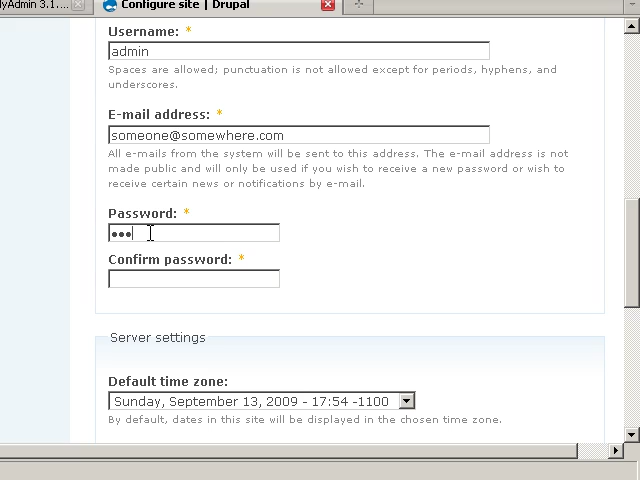 lyAdmin 3.1....
Configure site | Drupal
Username: *
admin
Spaces are allowed; punctuation is not allowed except for periods, hyphens, and
underscores.
E-mail address: *
someone@somewhere.com
All e-mails from the system will be sent to this address. The e-mail address is not
made public and will only be used if you wish to receive a new password or wish to
receive certain news or notifications by e-mail.
Password: *
•••
Confirm password: *
Server settings
Default time zone:
Sunday, September 13, 2009 - 17:54 -1100
By default, dates in this site will be displayed in the chosen time zone.